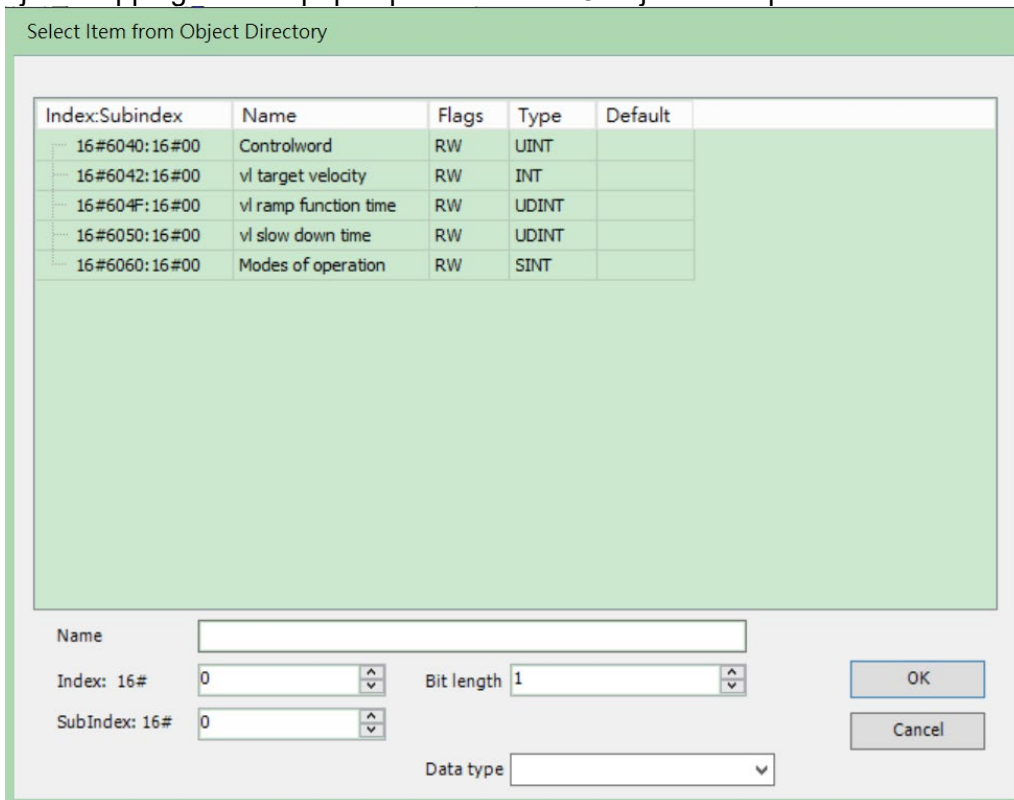 Select Item from Object Directory
Index:Subindex Name Flags Type Default
16#6040:16#00 Controlword RW UINT
16#6042:16#00 vl target velocity RW INT
16#604F:16#00 vl ramp function time RW UDINT
16#6050:16#00 vl slow down time RW UDINT
16#6060:16#00 Modes of operation RW SINT
Name
Index: 16# 0 Bit length 1 OK
SubIndex: 16# 0 Cancel
Data type